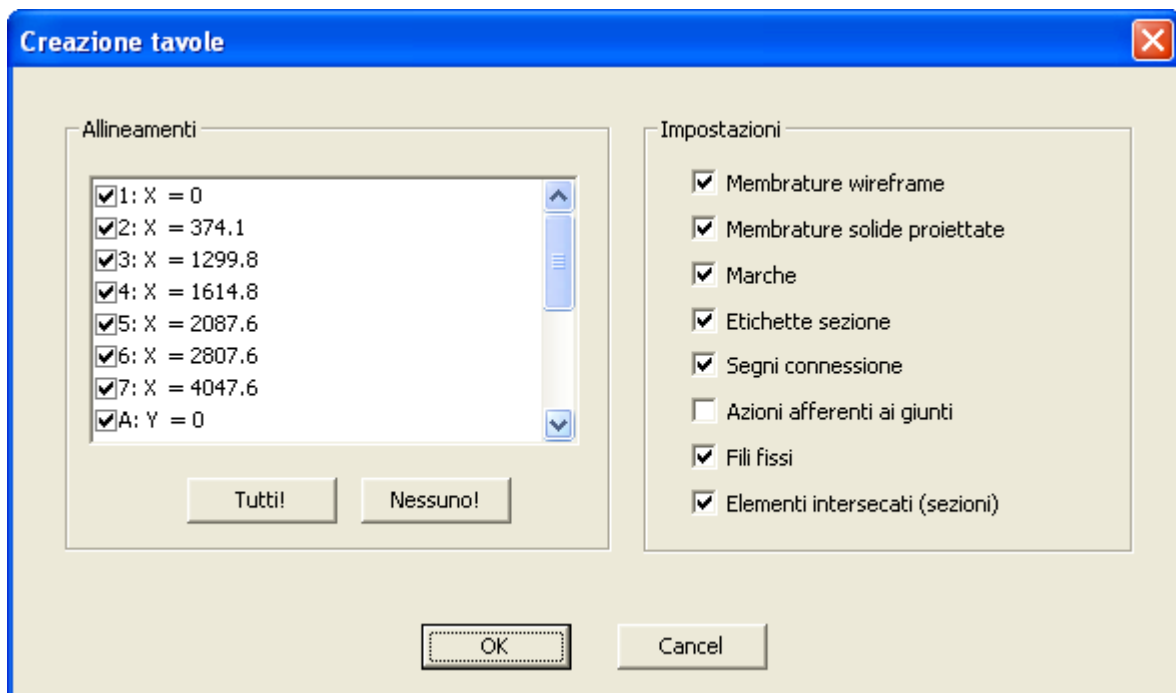 Creazione tavole
Allineamenti
1: X = 0
2: X = 374.1
3: X = 1299.8
4: X = 1614.8
5: X = 2087.6
6: X = 2807.6
7: X = 4047.6
A: Y = 0
Tutti!
Nessuno!
Impostazioni
Membrature wireframe
Membrature solide proiettate
Marche
Etichette sezione
Segni connessione
Azioni afferenti ai giunti
Fili fissi
Elementi intersecati (sezioni)
OK
Cancel